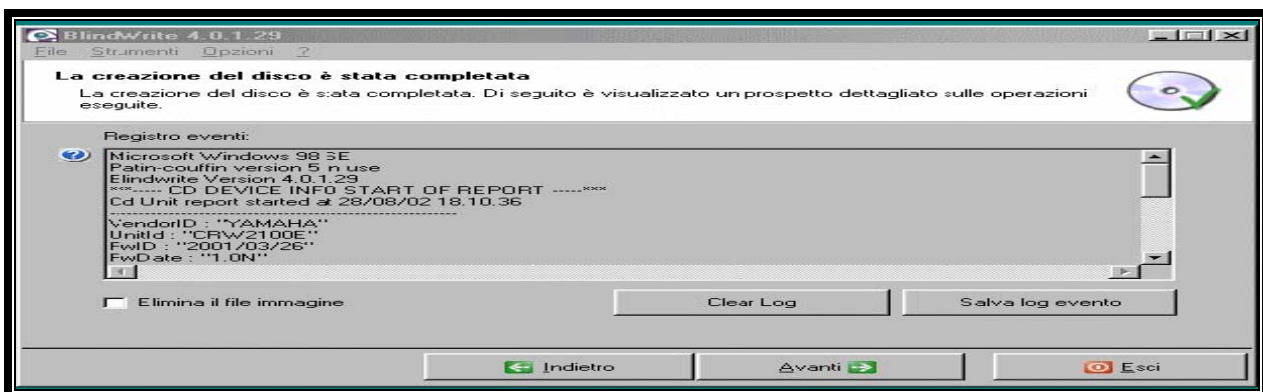 BlindWrite 4.0.1.29
File Strumenti Opzioni ?
La creazione del disco è stata completata
La creazione del disco è stata completata. Di seguito è visualizzato un prospetto dettagliato sulle operazioni
eseguite.
Registro eventi:
Microsoft Windows 98 SE
Patin-couffin version 5 in use
Blindwrite Version 4.0.1.29
***----- CD DEVICE INFO START OF REPORT -----***
Cd Unit report started at 28/08/02 18.10.36
------------------------------------------------
VendorID : "YAMAHA"
UnitId : "CRW2100E"
FwID : "2001/03/26"
FwDate : "1.0N"
Elimina il file immagine
Clear Log
Salva log evento
Indietro
Avanti
Esci